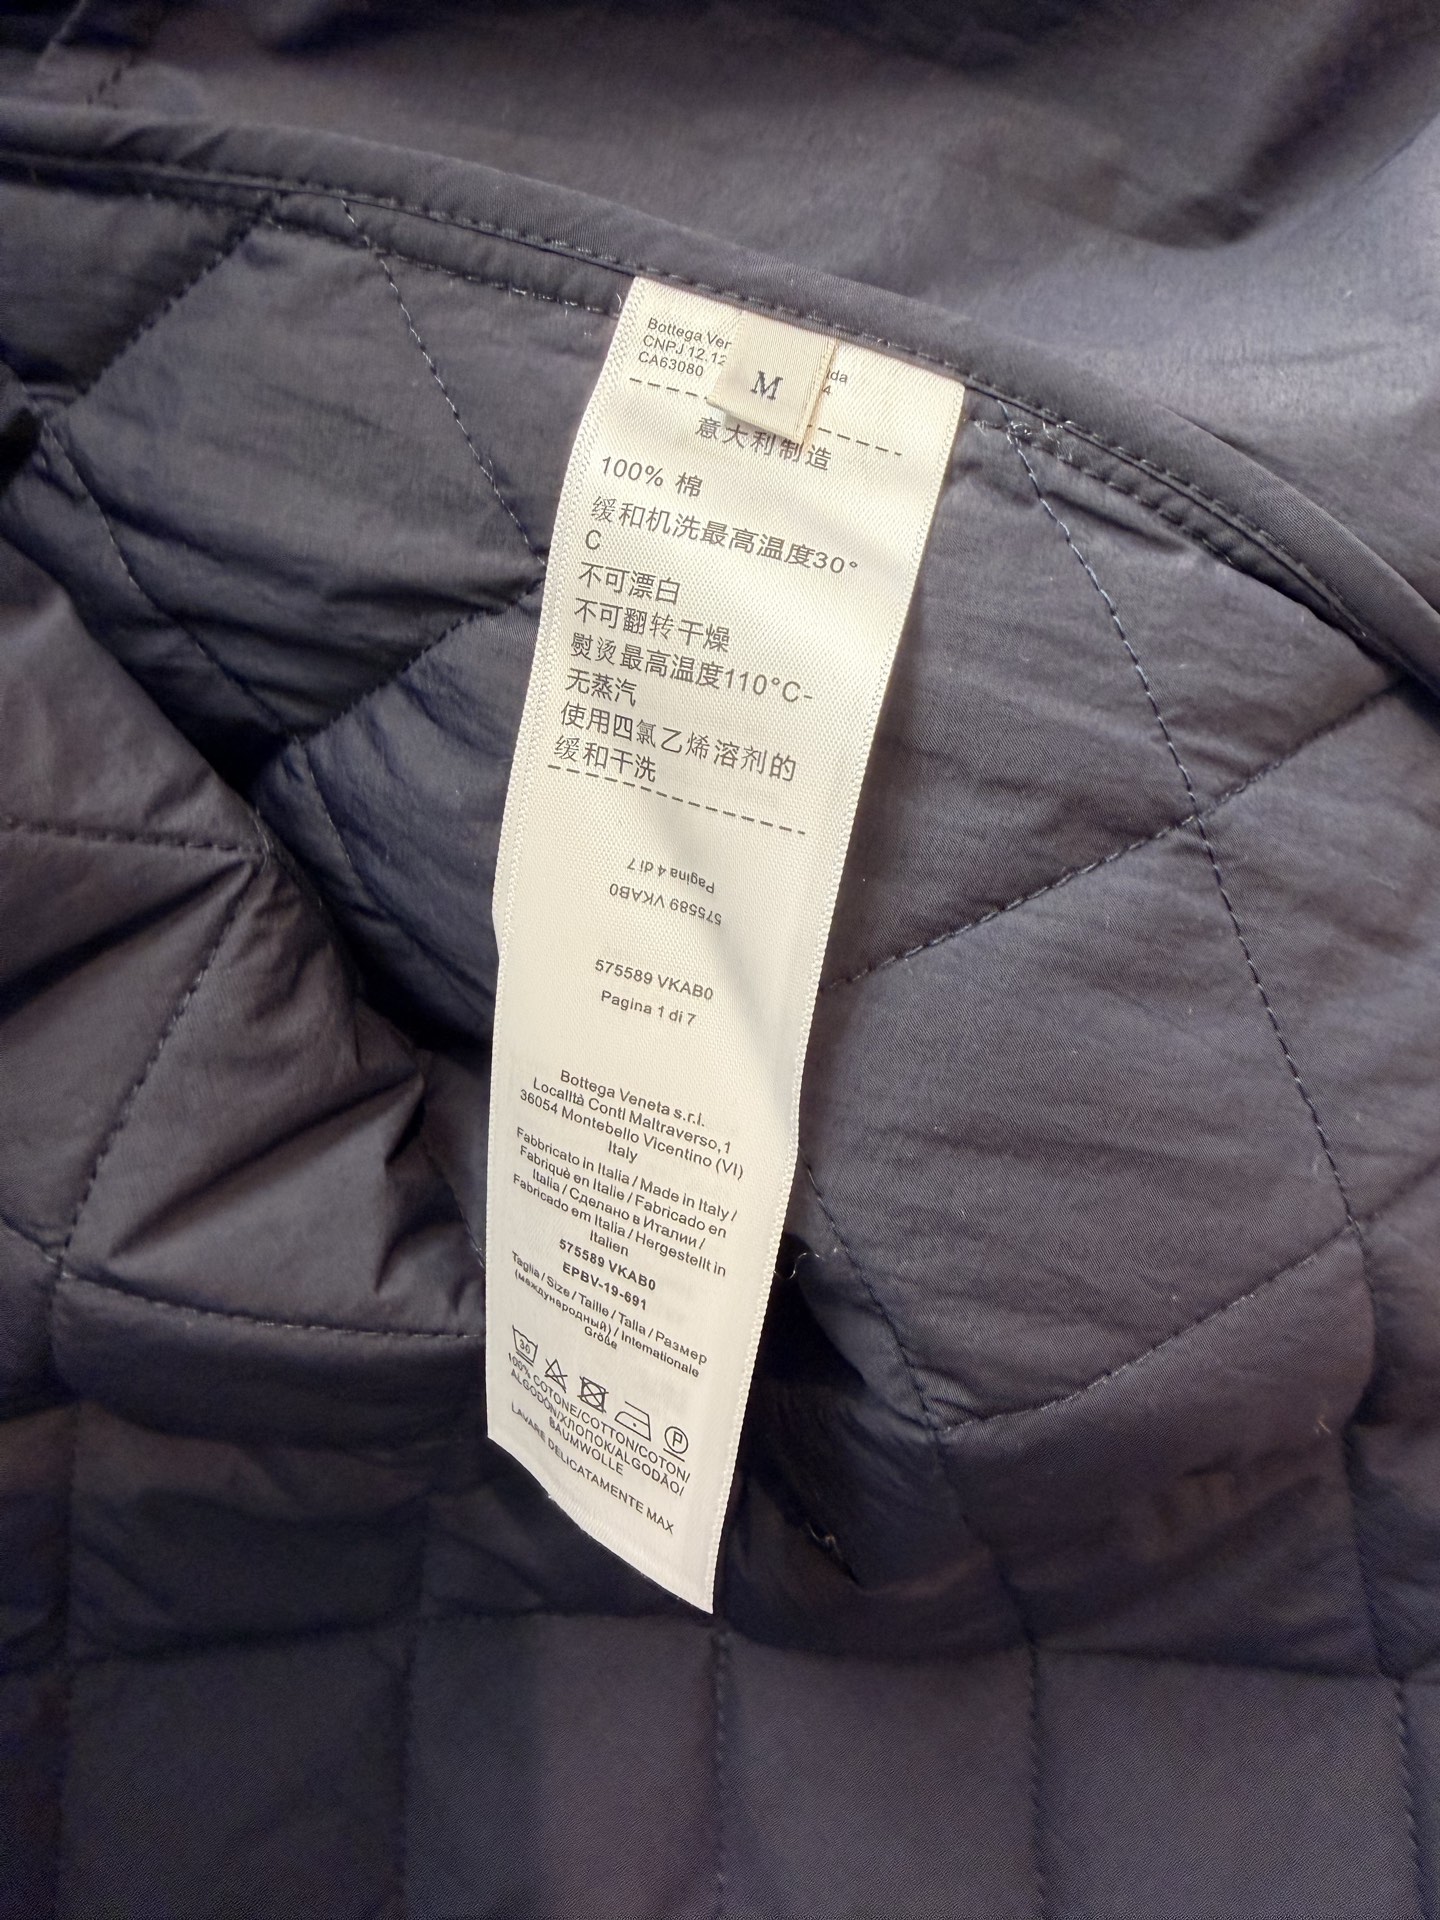 Bottega Ver
CNPJ 12.12
lda
CA63080
4
M
意大利制造
100% 棉
缓和机洗最高温度30°
C
不可漂白
不可翻转干燥
熨烫最高温度110°C-
无蒸汽
使用四氯乙烯溶剂的
缓和干洗
Pagina 4 di 7
575589 VKAB0
575589 VKAB0
Pagina 1 di 7
Bottega Veneta s.r.l.
Località Contl Maltraverso,1
36054 Montebello Vicentino (VI)
Italy
Fabbricato in Italia / Made in Italy /
Fabriquè en Italie / Fabricado en
Italia / Сделано в Италии /
Fabricado em Italia / Hergestellt in
Italien
575589 VKAB0
EPBV-19-691
Taglia / Size / Taille / Talla / Размер
(международный) / Internationale
Größe
30
P
100% COTONE/COTTON/COTON/
ALGODÓN/ХЛОПОК/ALGODÃO/
BAUMWOLLE
LAVARE DELICATAMENTE MAX